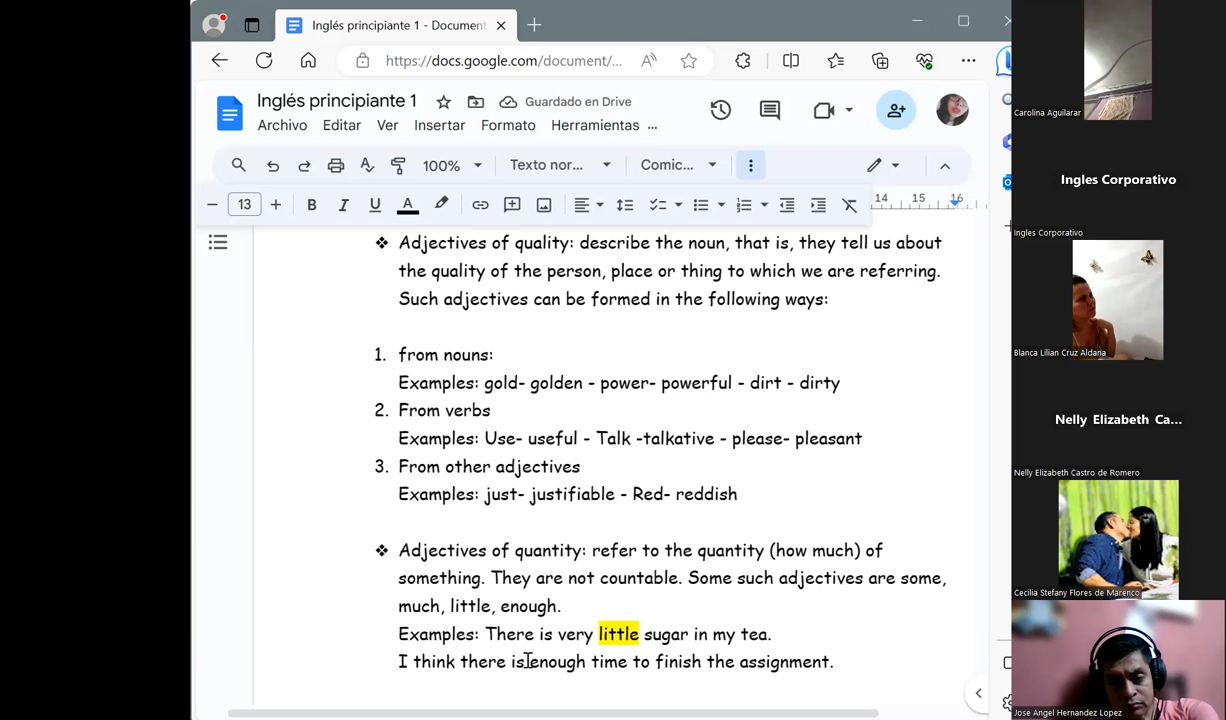 Inglés principiante 1 - Document
https://docs.google.com/document/...
Inglés principiante 1
Guardado en Drive
Archivo Editar Ver Insertar Formato Herramientas ...
100% Texto nor... Comic...
13
14 15 16
❖ Adjectives of quality: describe the noun, that is, they tell us about
the quality of the person, place or thing to which we are referring.
Such adjectives can be formed in the following ways:
1. from nouns:
Examples: gold- golden - power- powerful - dirt - dirty
2. From verbs
Examples: Use- useful - Talk -talkative - please- pleasant
3. From other adjectives
Examples: just- justifiable - Red- reddish
❖ Adjectives of quantity: refer to the quantity (how much) of
something. They are not countable. Some such adjectives are some,
much, little, enough.
Examples: There is very little sugar in my tea.
I think there is enough time to finish the assignment.
Carolina Aguilarar
Ingles Corporativo
Ingles Corporativo
Blanca Lilian Cruz Aldana
Nelly Elizabeth Ca...
Nelly Elizabeth Castro de Romero
Cecilia Stefany Flores de Marenco
Jose Angel Hernandez Lopez